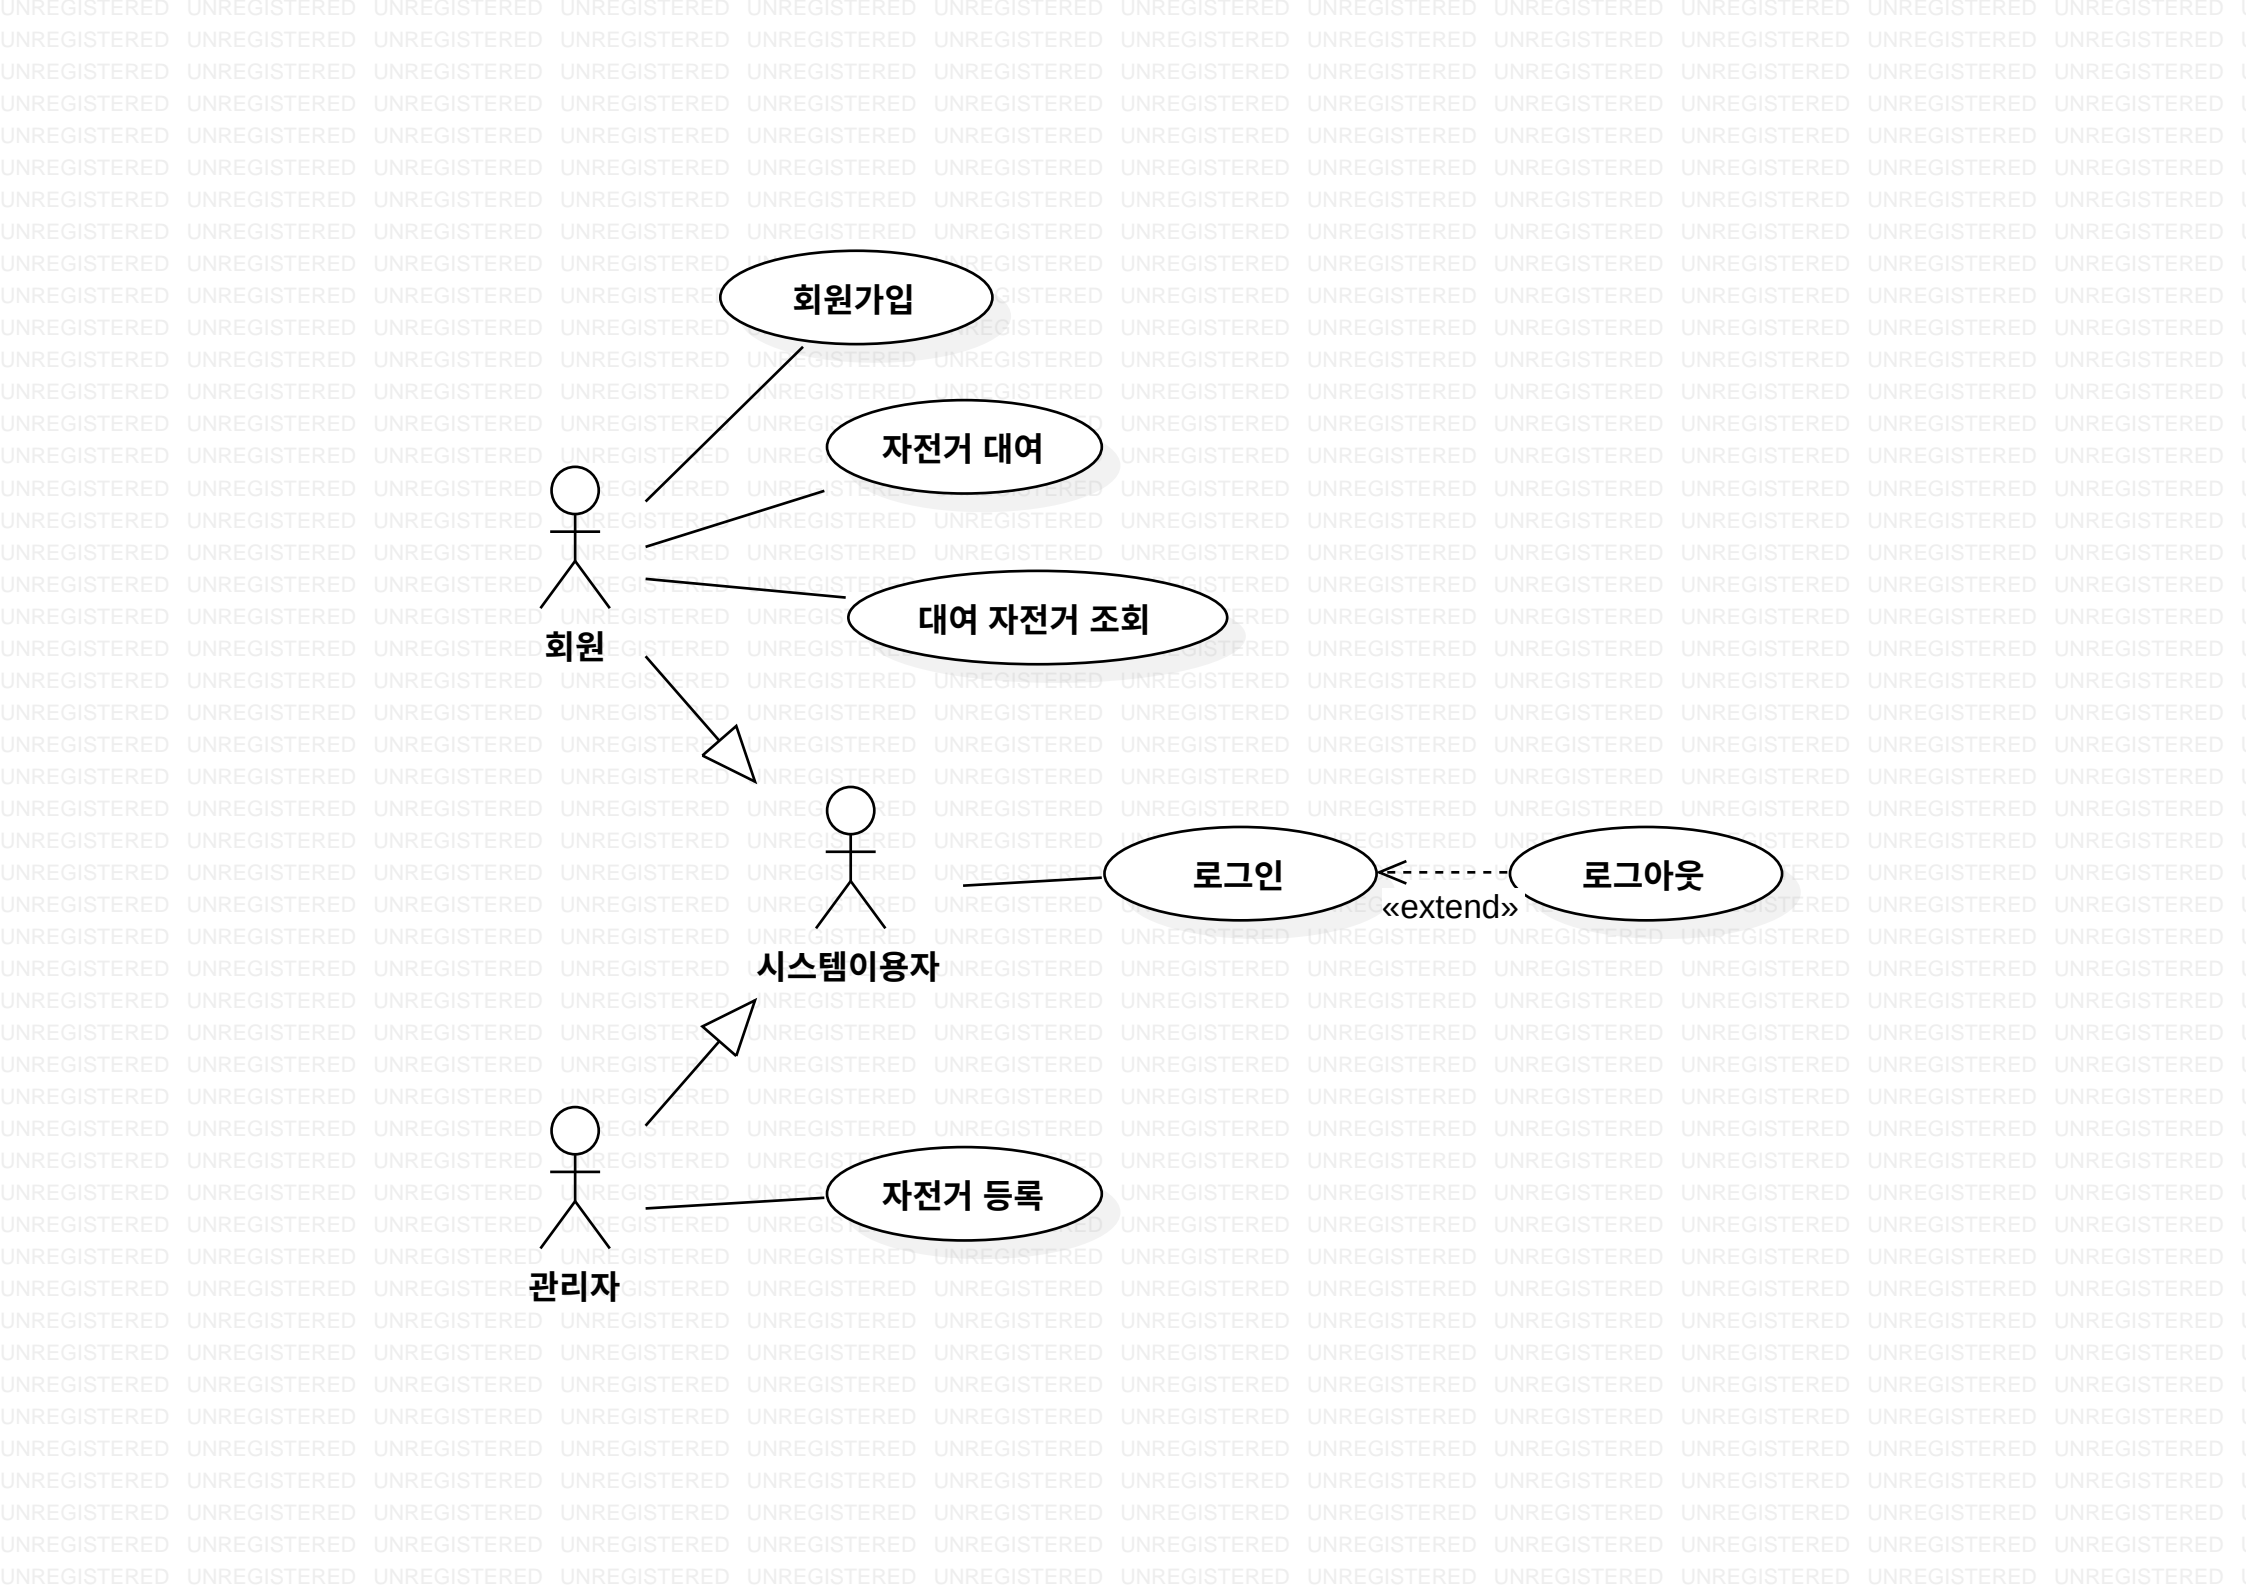 회원가입
자전거 대여
대여 자전거 조회
회원
시스템이용자
로그인
«extend»
로그아웃
자전거 등록
관리자
UNREGISTERED